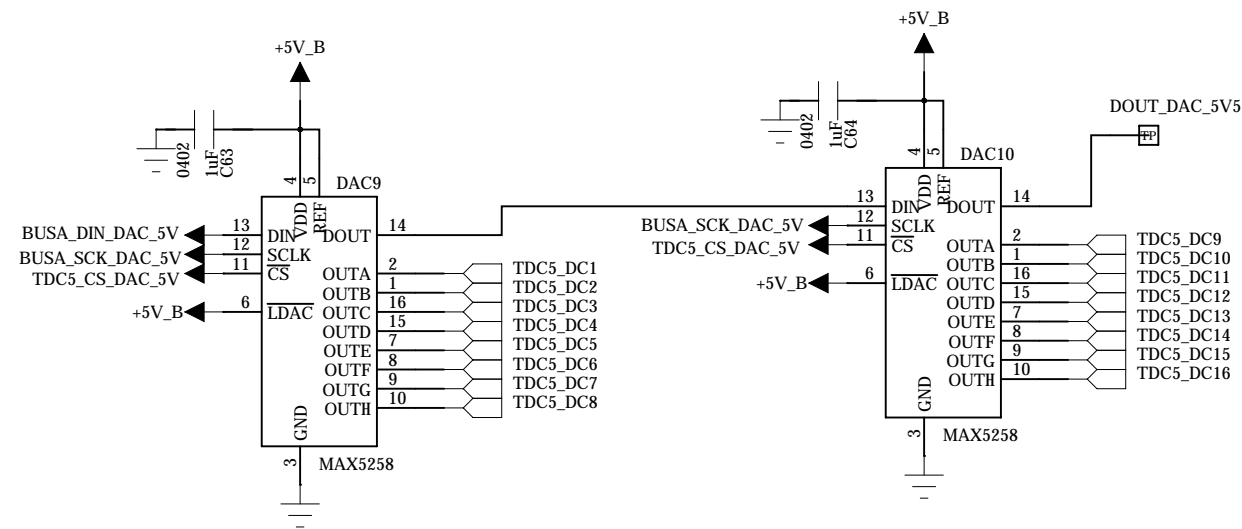 +5V_B
0402
1uF
C63
4
5
DAC9
VDD
REF
BUSA_DIN_DAC_5V
13
DIN
DOUT
14
BUSA_SCK_DAC_5V
12
SCLK
TDC5_CS_DAC_5V
11
CS
+5V_B
6
LDAC
OUTA
2
TDC5_DC1
OUTB
1
TDC5_DC2
OUTC
16
TDC5_DC3
OUTD
15
TDC5_DC4
OUTE
7
TDC5_DC5
OUTF
8
TDC5_DC6
OUTG
9
TDC5_DC7
OUTH
10
TDC5_DC8
GND
3
MAX5258
+5V_B
0402
1uF
C64
4
5
DAC10
VDD
REF
DOUT_DAC_5V5
TP
13
DIN
DOUT
14
BUSA_SCK_DAC_5V
12
SCLK
TDC5_CS_DAC_5V
11
CS
+5V_B
6
LDAC
OUTA
2
TDC5_DC9
OUTB
1
TDC5_DC10
OUTC
16
TDC5_DC11
OUTD
15
TDC5_DC12
OUTE
7
TDC5_DC13
OUTF
8
TDC5_DC14
OUTG
9
TDC5_DC15
OUTH
10
TDC5_DC16
GND
3
MAX5258